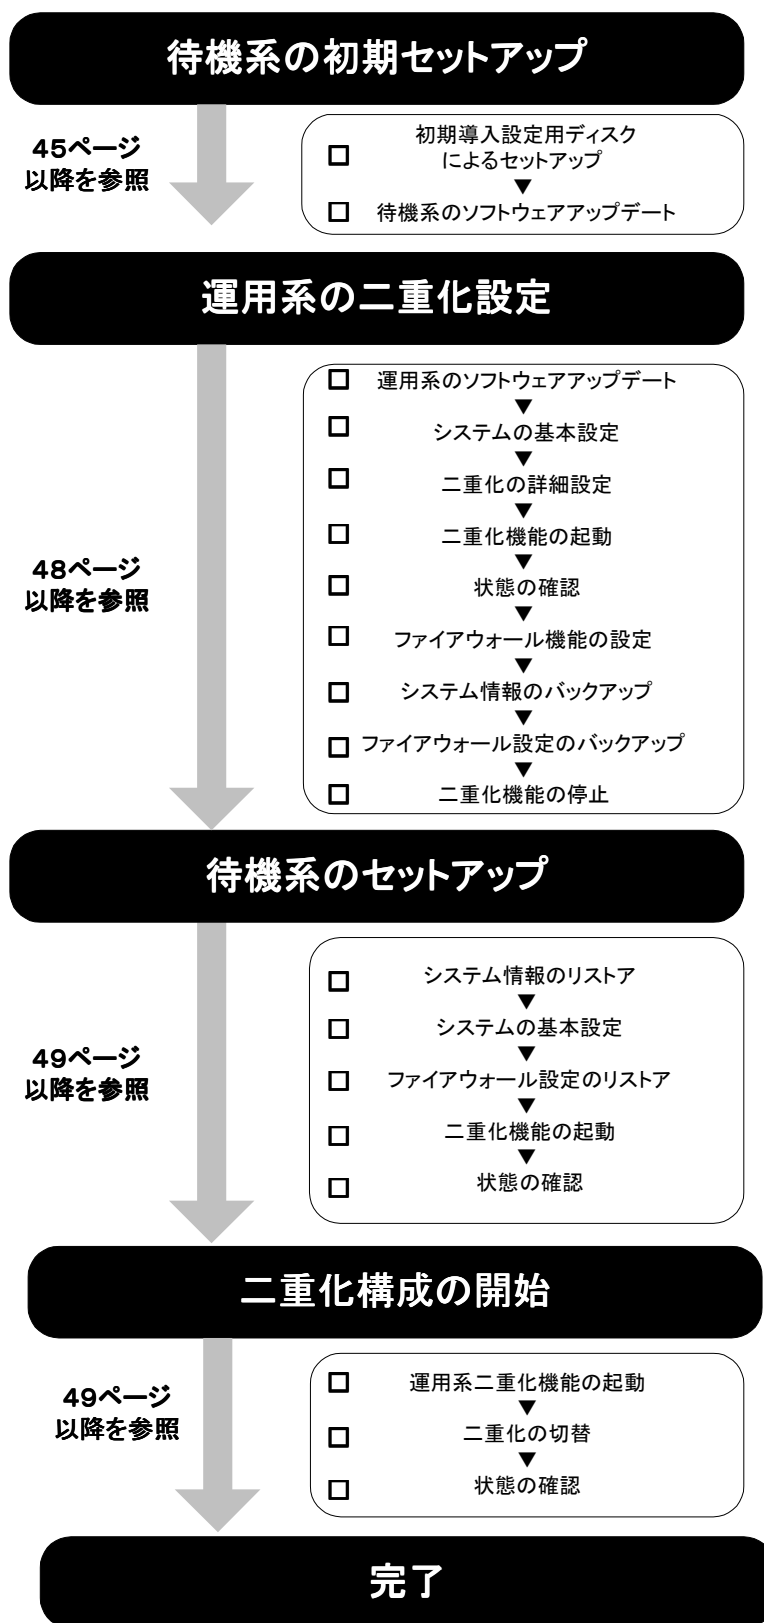 待機系の初期セットアップ
45ページ
以降を参照
□ 初期導入設定用ディスク
によるセットアップ
▼
□ 待機系のソフトウェアアップデート
運用系の二重化設定
48ページ
以降を参照
□ 運用系のソフトウェアアップデート
▼
□ システムの基本設定
▼
□ 二重化の詳細設定
▼
□ 二重化機能の起動
▼
□ 状態の確認
▼
□ ファイアウォール機能の設定
▼
□ システム情報のバックアップ
▼
□ ファイアウォール設定のバックアップ
▼
□ 二重化機能の停止
待機系のセットアップ
49ページ
以降を参照
□ システム情報のリストア
▼
□ システムの基本設定
▼
□ ファイアウォール設定のリストア
▼
□ 二重化機能の起動
▼
□ 状態の確認
二重化構成の開始
49ページ
以降を参照
□ 運用系二重化機能の起動
▼
□ 二重化の切替
▼
□ 状態の確認
完了